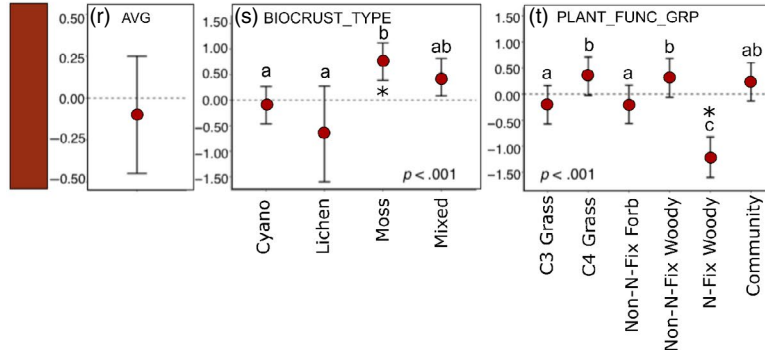 (r) AVG
0.50
0.25
0.00
−0.25
−0.50
(s) BIOCRUST_TYPE
1.50
1.00
0.50
0.00
−0.50
−1.00
−1.50
a
a
b
*
ab
p < .001
Cyano
Lichen
Moss
Mixed
(t) PLANT_FUNC_GRP
1.50
1.00
0.50
0.00
−0.50
−1.00
−1.50
a
b
a
b
*
c
ab
p < .001
C3 Grass
C4 Grass
Non-N-Fix Forb
Non-N-Fix Woody
N-Fix Woody
Community